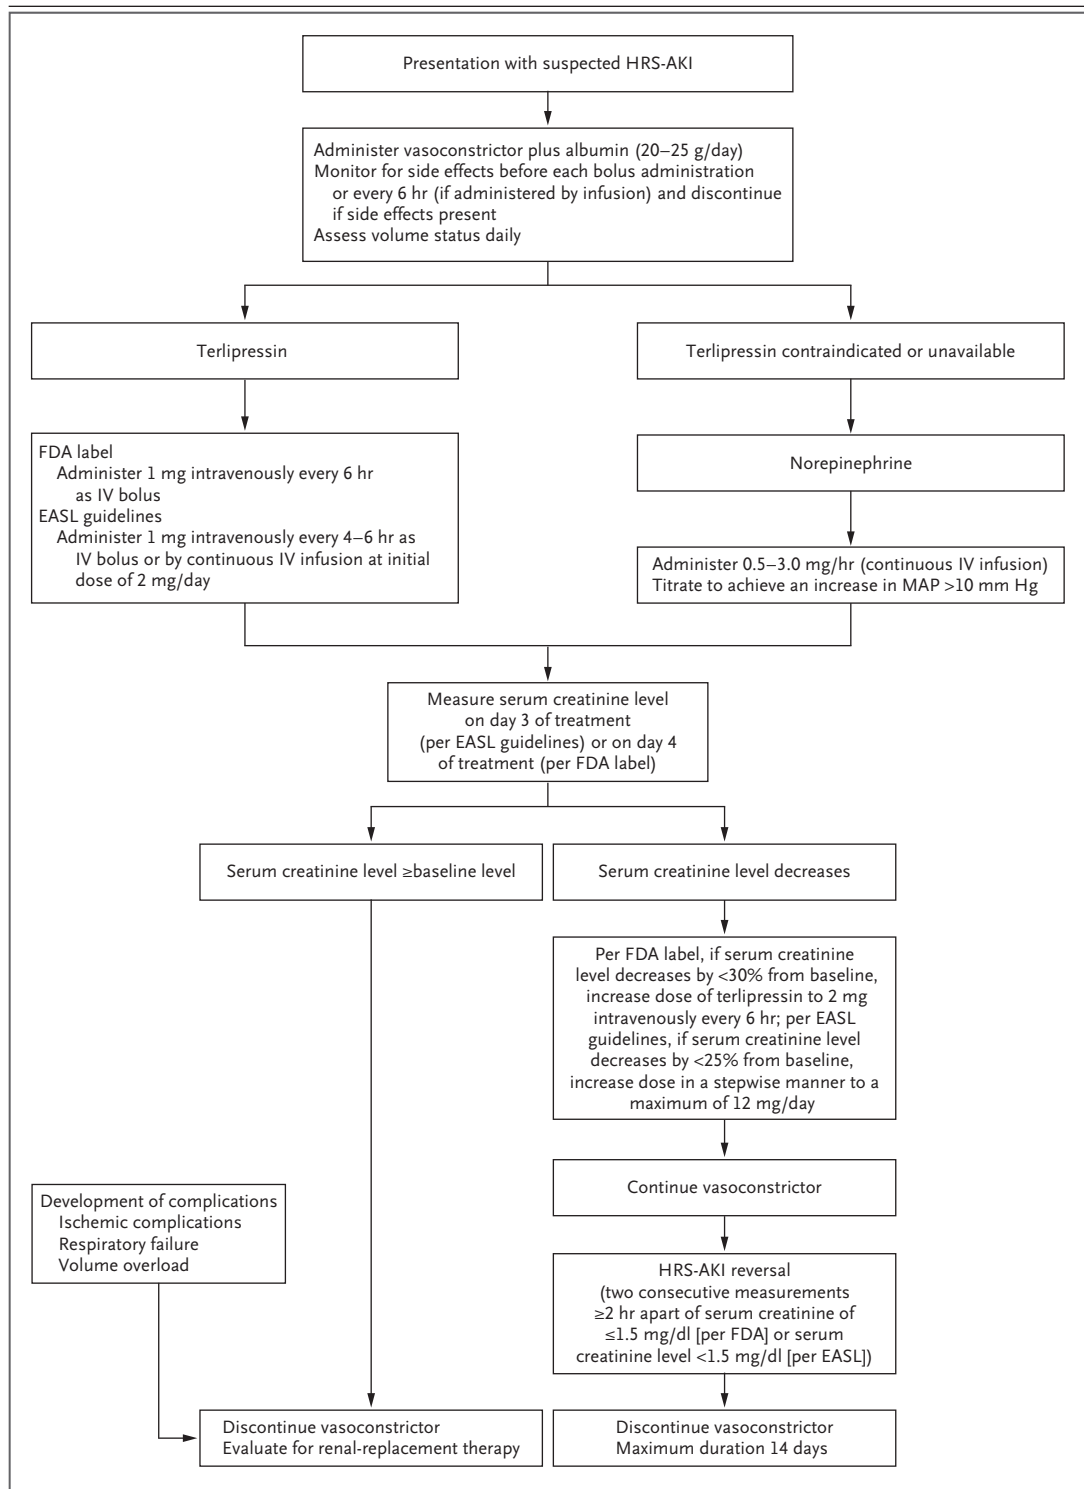 Presentation with suspected HRS-AKI
Administer vasoconstrictor plus albumin (20–25 g/day)
Monitor for side effects before each bolus administration
or every 6 hr (if administered by infusion) and discontinue
if side effects present
Assess volume status daily
Terlipressin
Terlipressin contraindicated or unavailable
FDA label
Administer 1 mg intravenously every 6 hr
as IV bolus
EASL guidelines
Administer 1 mg intravenously every 4–6 hr as
IV bolus or by continuous IV infusion at initial
dose of 2 mg/day
Norepinephrine
Administer 0.5–3.0 mg/hr (continuous IV infusion)
Titrate to achieve an increase in MAP >10 mm Hg
Measure serum creatinine level
on day 3 of treatment
(per EASL guidelines) or on day 4
of treatment (per FDA label)
Serum creatinine level ≥baseline level
Serum creatinine level decreases
Per FDA label, if serum creatinine
level decreases by <30% from baseline,
increase dose of terlipressin to 2 mg
intravenously every 6 hr; per EASL
guidelines, if serum creatinine level
decreases by <25% from baseline,
increase dose in a stepwise manner to a
maximum of 12 mg/day
Continue vasoconstrictor
Development of complications
Ischemic complications
Respiratory failure
Volume overload
HRS-AKI reversal
(two consecutive measurements
≥2 hr apart of serum creatinine of
≤1.5 mg/dl [per FDA] or serum
creatinine level <1.5 mg/dl [per EASL])
Discontinue vasoconstrictor
Evaluate for renal-replacement therapy
Discontinue vasoconstrictor
Maximum duration 14 days